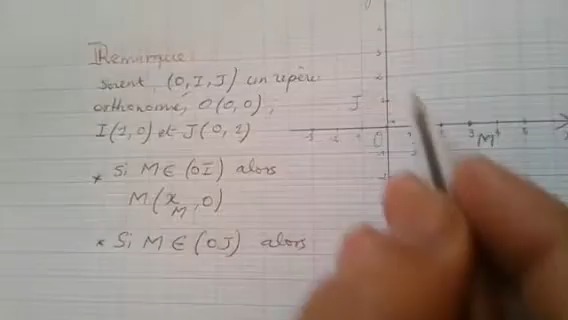 Remarque
soient (O, I, J) un repère
orthonormé, O(0,0),
I(1,0) et J(0,1)
* Si M ∈ (OI) alors
M(x_M, 0)
* Si M ∈ (OJ) alors
J
O
M